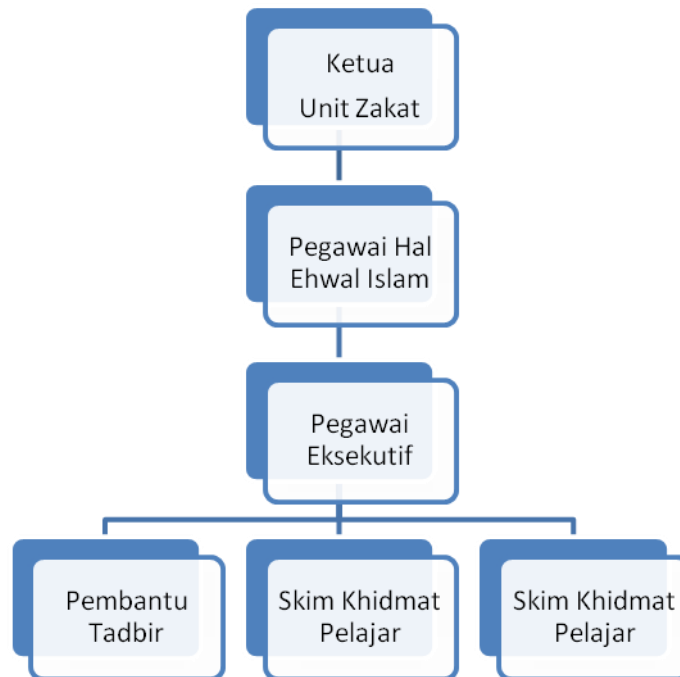 Ketua
Unit Zakat
Pegawai Hal
Ehwal Islam
Pegawai
Eksekutif
Pembantu
Tadbir
Skim Khidmat
Pelajar
Skim Khidmat
Pelajar